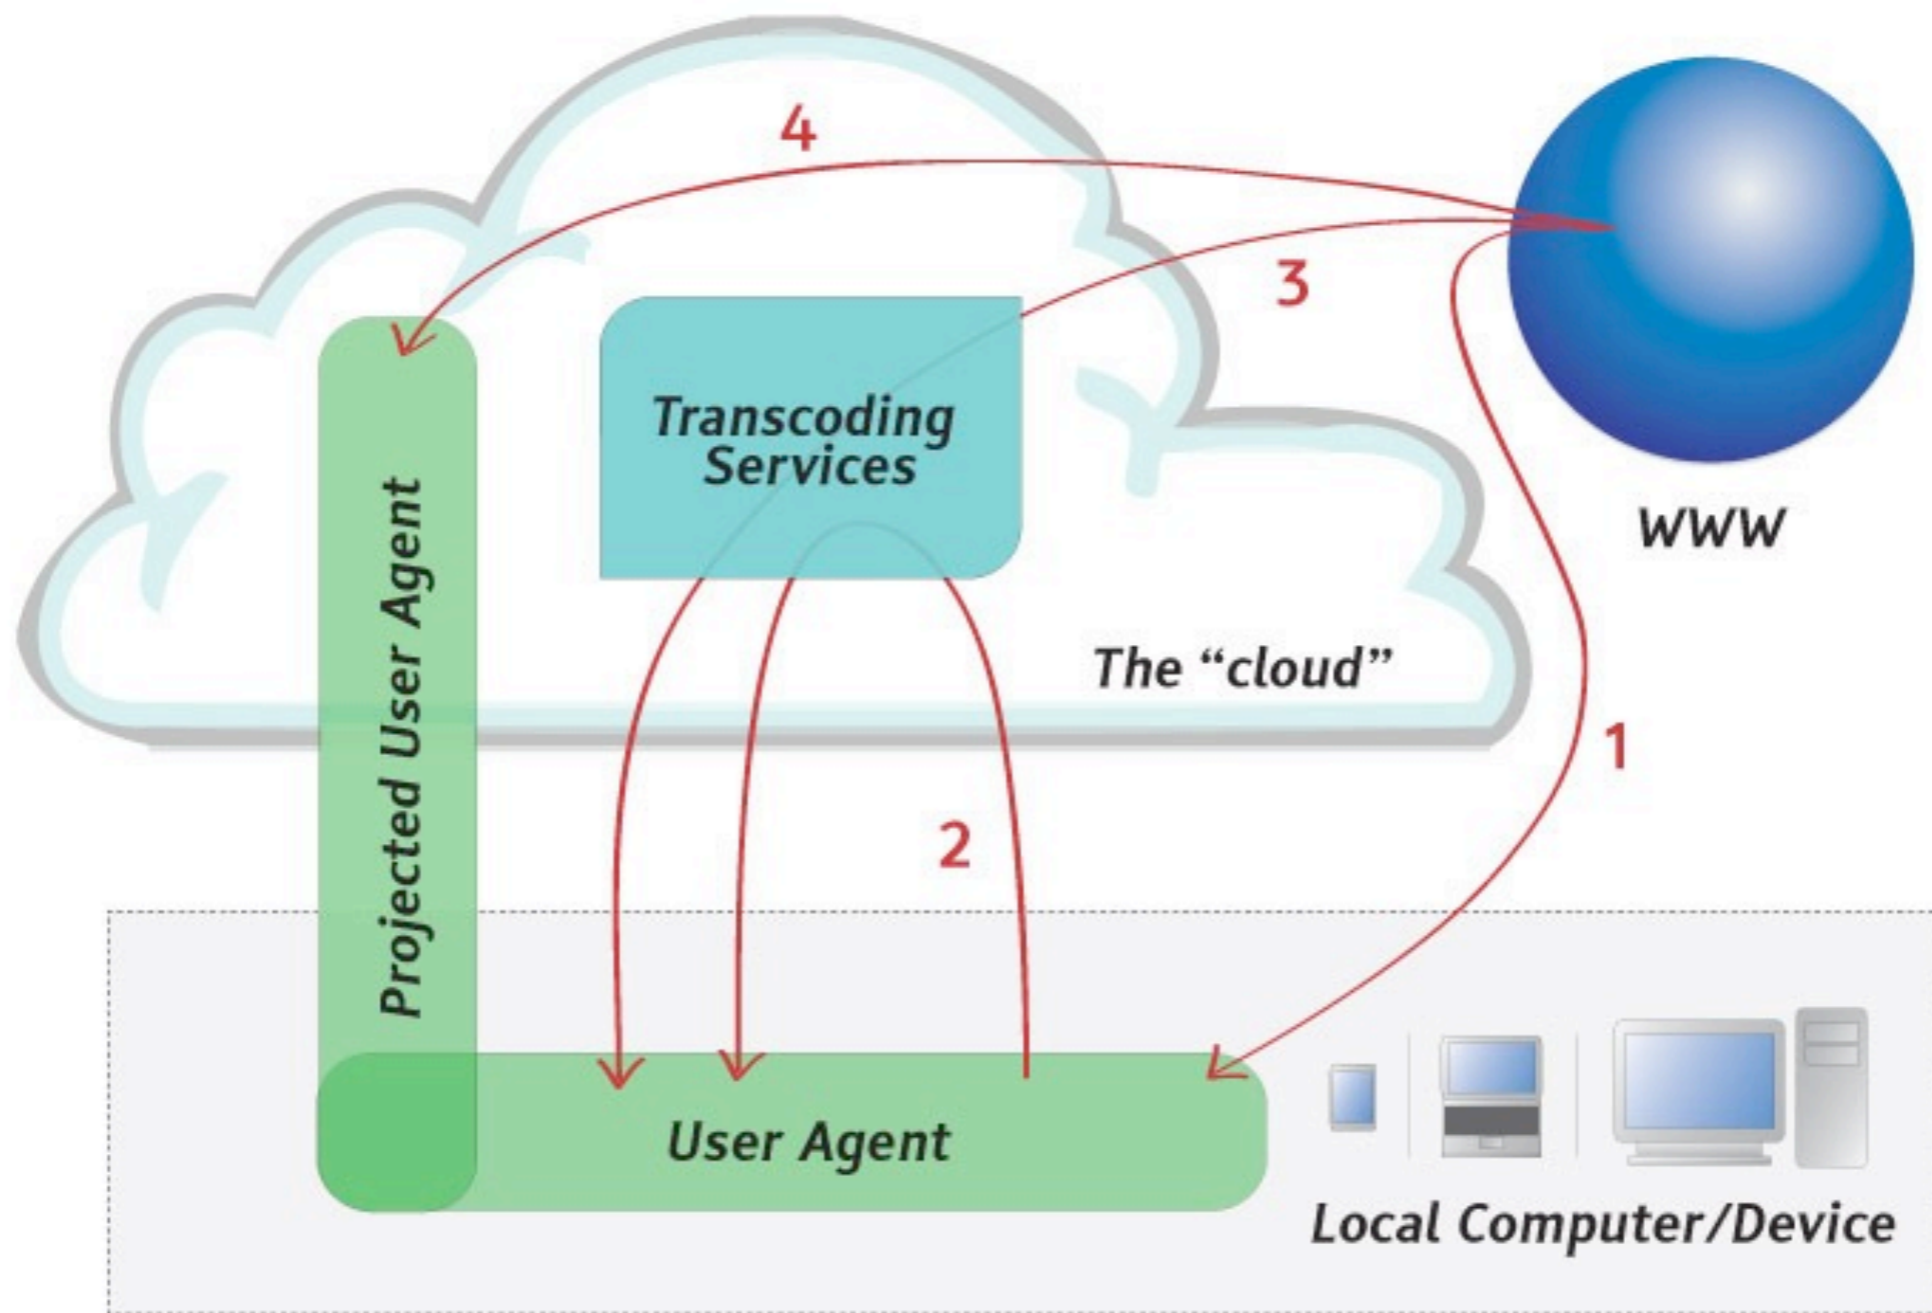 4
3
Transcoding
Services
WWW
Projected User Agent
The “cloud”
1
2
User Agent
Local Computer/Device